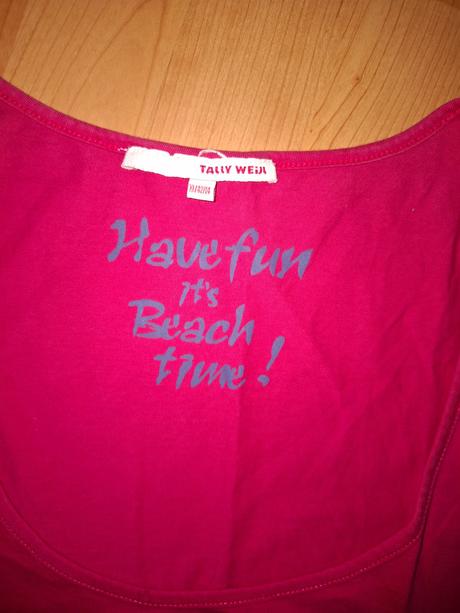 TALLY WEiJL
Have fun
it's
Beach
time!